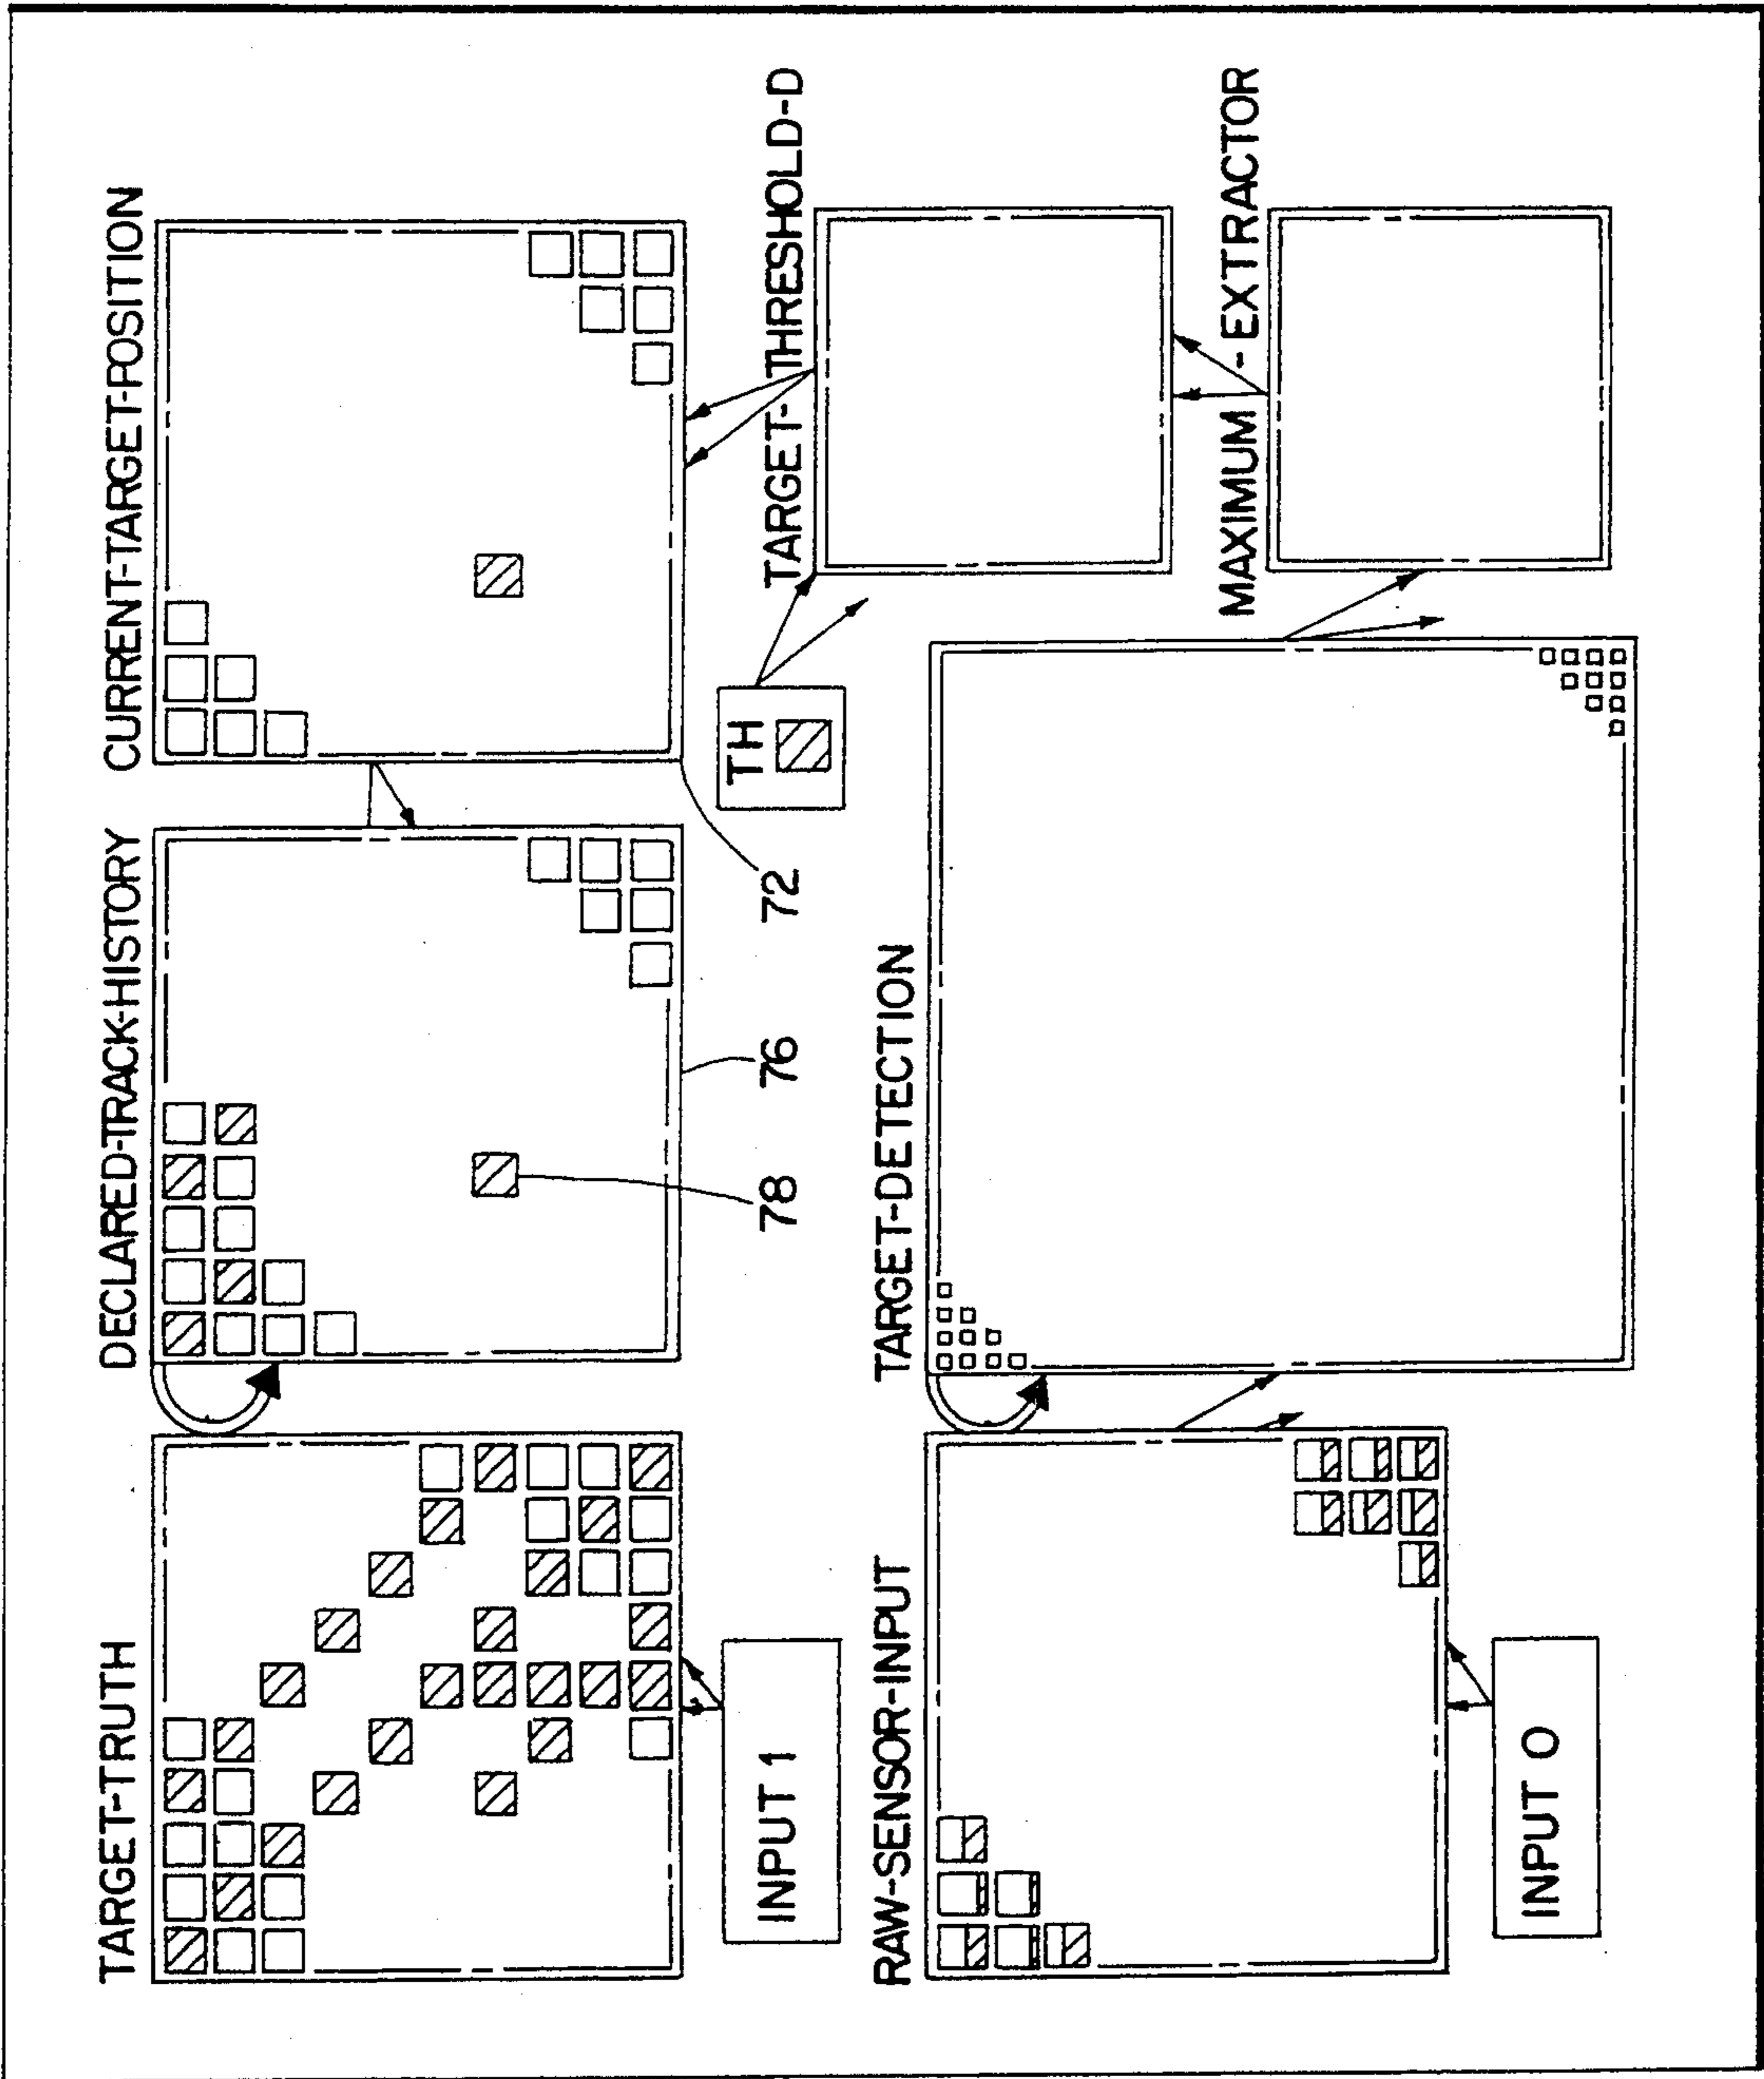 TARGET-TRUTH
DECLARED-TRACK-HISTORY
CURRENT-TARGET-POSITION
INPUT 1
78
76
72
TH
TARGET-THRESHOLD-D
RAW-SENSOR-INPUT
TARGET-DETECTION
MAXIMUM-EXTRACTOR
INPUT 0